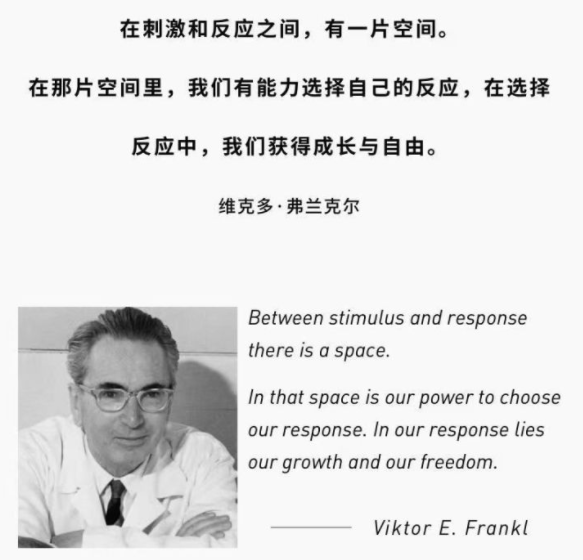 在刺激和反应之间，有一片空间。
在那片空间里，我们有能力选择自己的反应，在选择
反应中，我们获得成长与自由。
维克多·弗兰克尔
Between stimulus and response
there is a space.
In that space is our power to choose
our response. In our response lies
our growth and our freedom.
Viktor E. Frankl